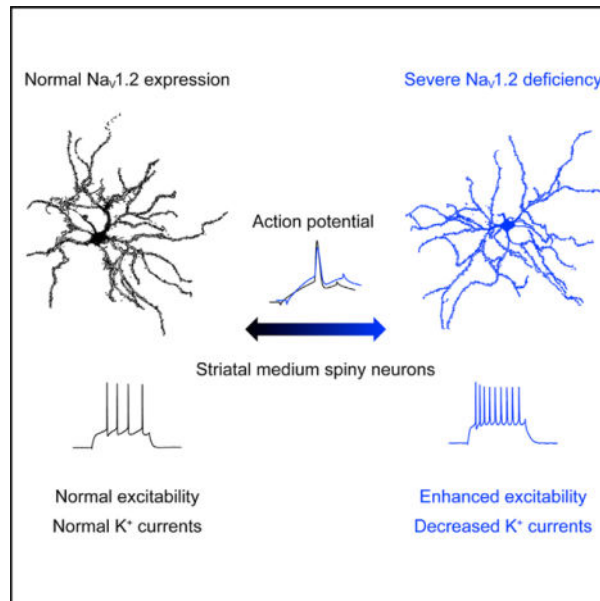 Normal Naᵥ1.2 expression
Severe Naᵥ1.2 deficiency
Action potential
Striatal medium spiny neurons
Normal excitability
Normal K⁺ currents
Enhanced excitability
Decreased K⁺ currents